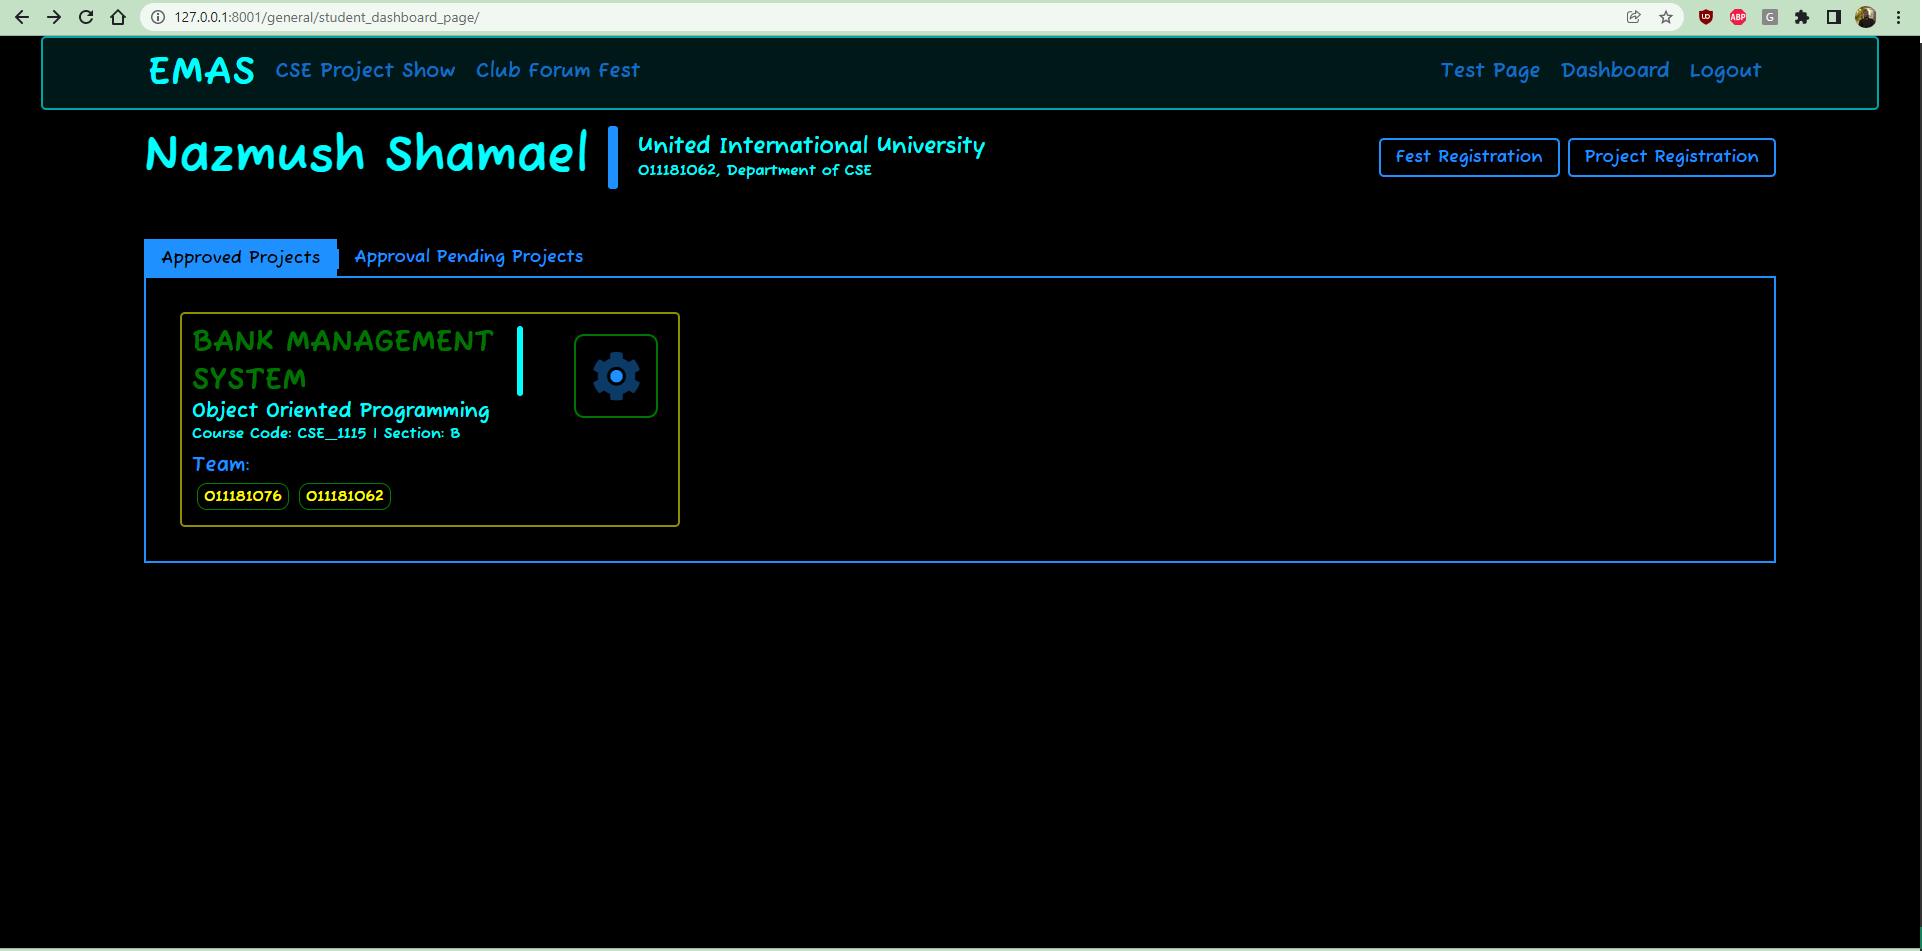 127.0.0.1:8001/general/student_dashboard_page/
EMAS CSE Project Show Club Forum Fest Test Page Dashboard Logout
Nazmush Shamael
United International University
011181062, Department of CSE
Fest Registration Project Registration
Approved Projects Approval Pending Projects
BANK MANAGEMENT
SYSTEM
Object Oriented Programming
Course Code: CSE_1115 | Section: B
Team:
011181076 011181062